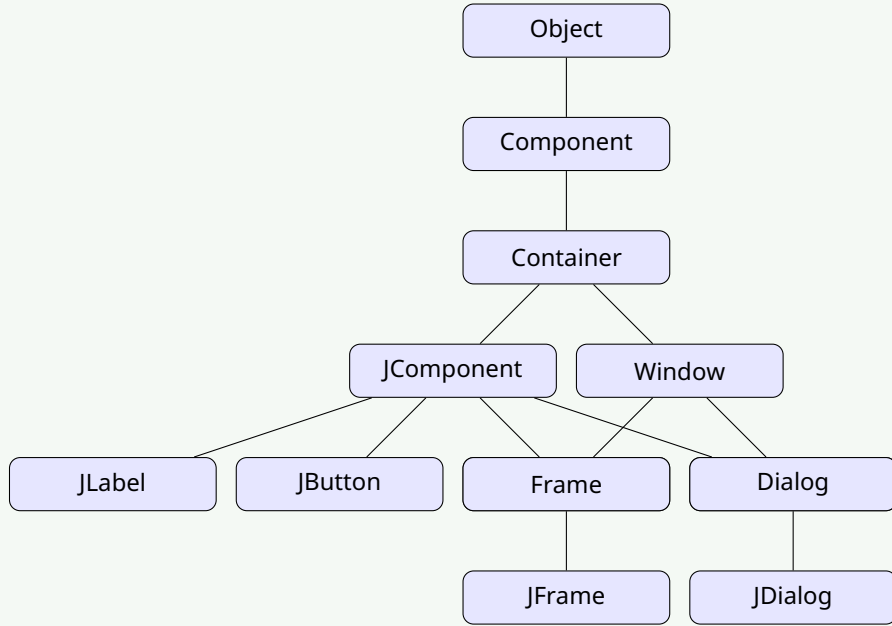 Object
Component
Container
JComponent
Window
JLabel
JButton
Frame
Dialog
JFrame
JDialog